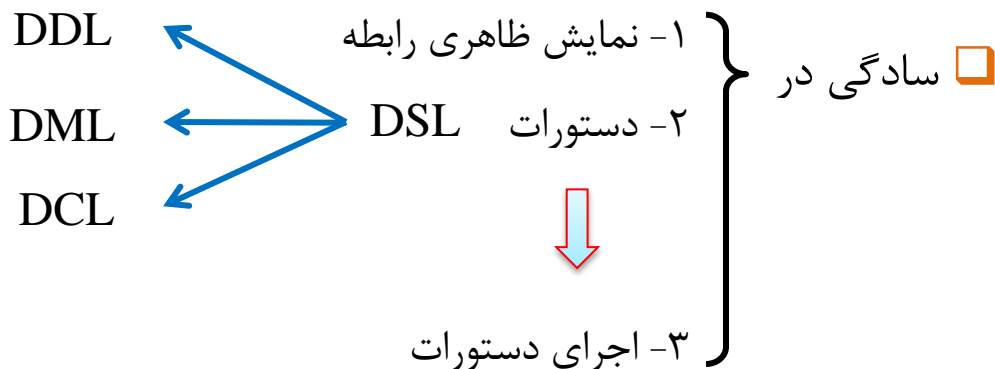 سادگی در
۱- نمایش ظاهری رابطه
۲- دستورات DSL
DDL
DML
DCL
۳- اجرای دستورات